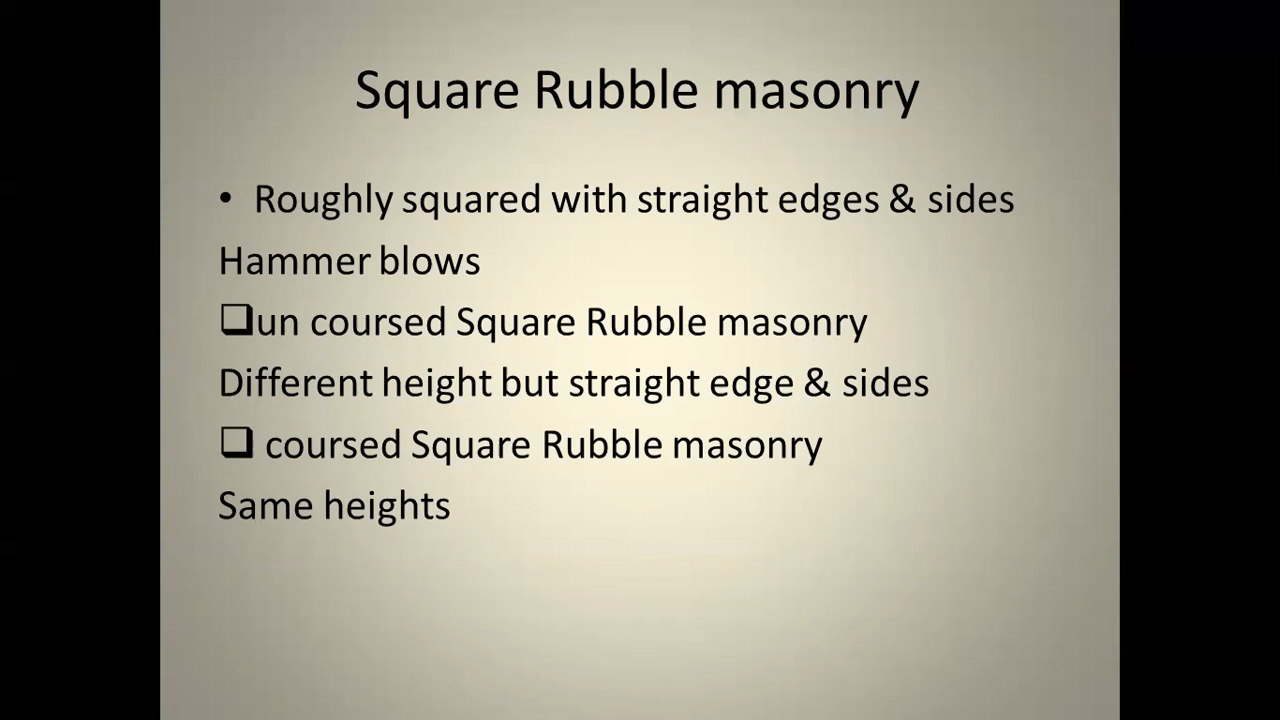 Square Rubble masonry
• Roughly squared with straight edges & sides
Hammer blows
❑un coursed Square Rubble masonry
Different height but straight edge & sides
❑ coursed Square Rubble masonry
Same heights